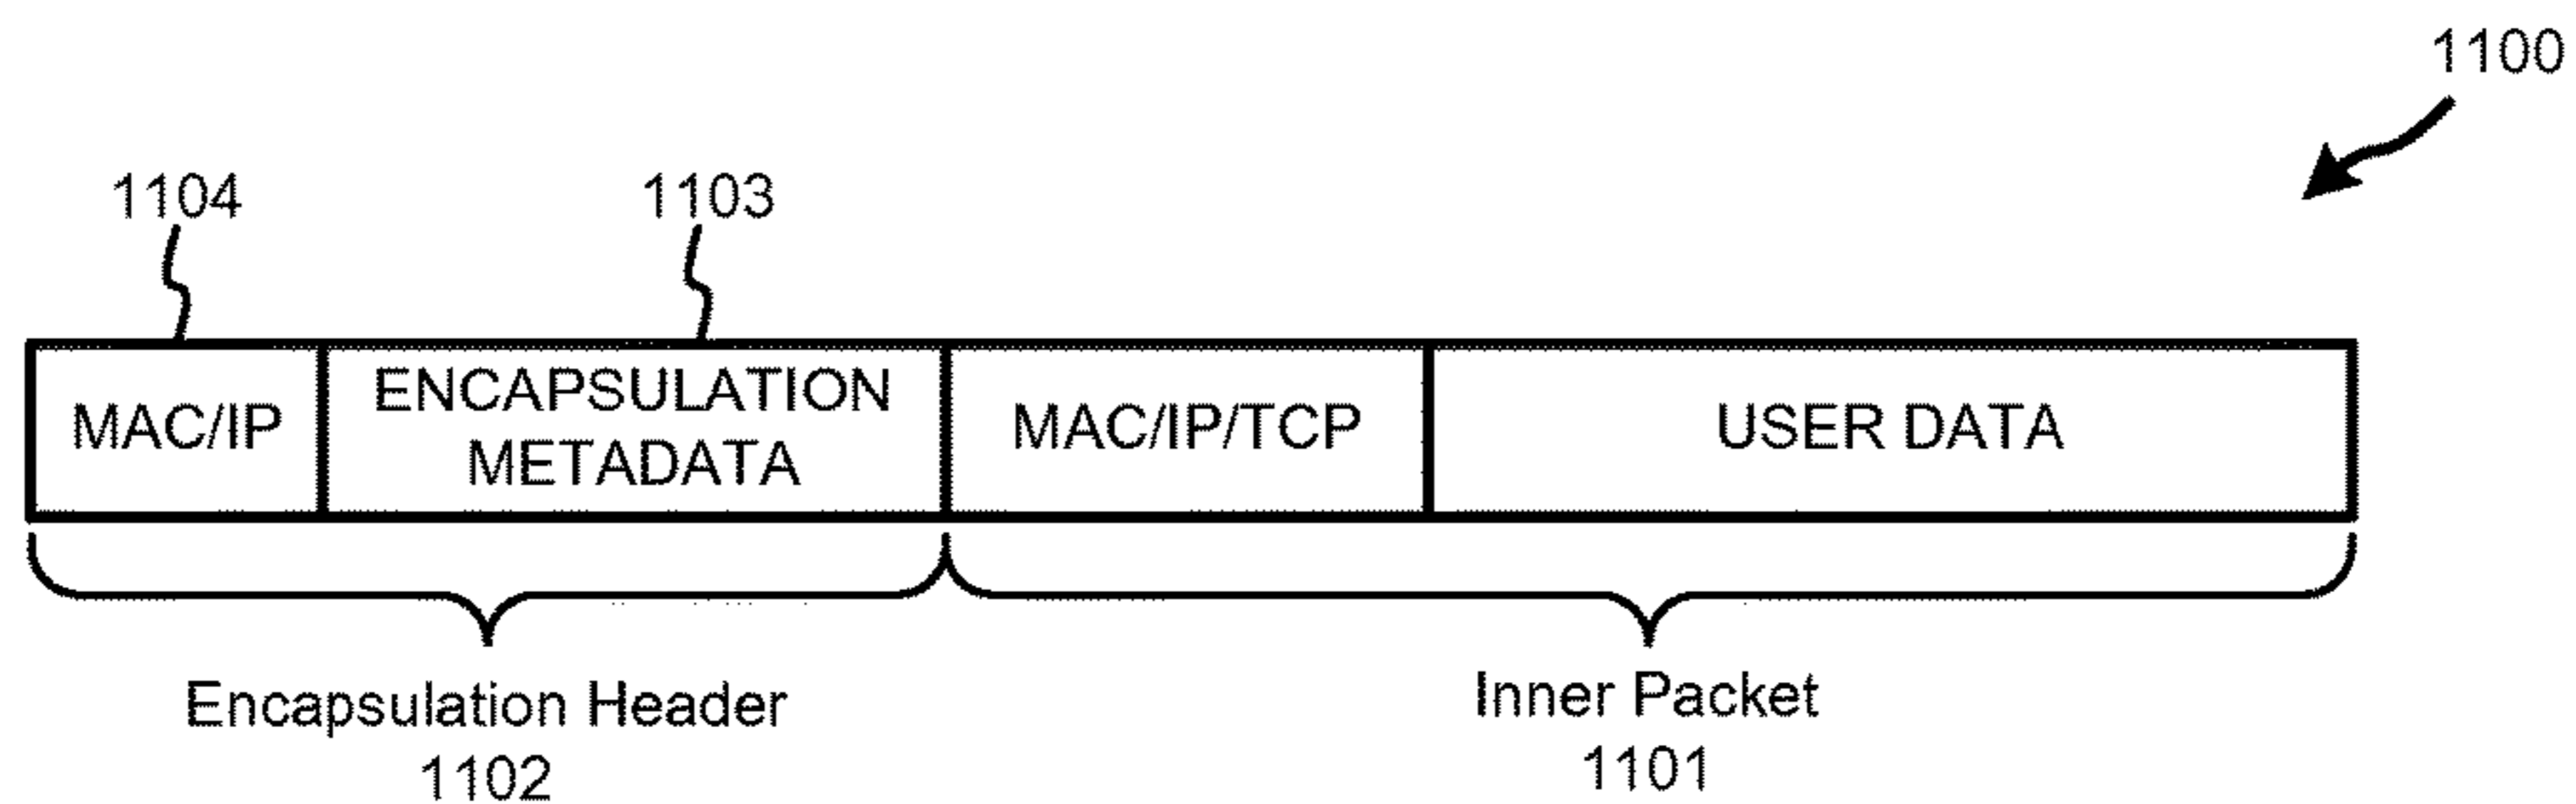 1100
1104
1103
MAC/IP
ENCAPSULATION
METADATA
MAC/IP/TCP
USER DATA
Encapsulation Header
1102
Inner Packet
1101